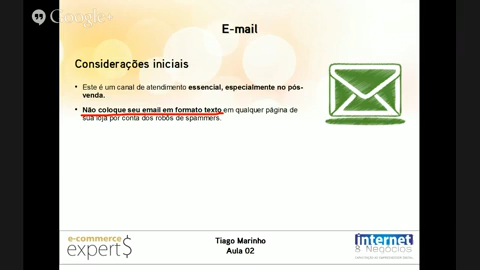 Google+
E-mail
Considerações iniciais
• Este é um canal de atendimento essencial, especialmente no pós-
venda.
• Não coloque seu email em formato texto em qualquer página de
sua loja por conta dos robôs de spammers.
e-commerce
expert$
Tiago Marinho
Aula 02
internet
& Negócios